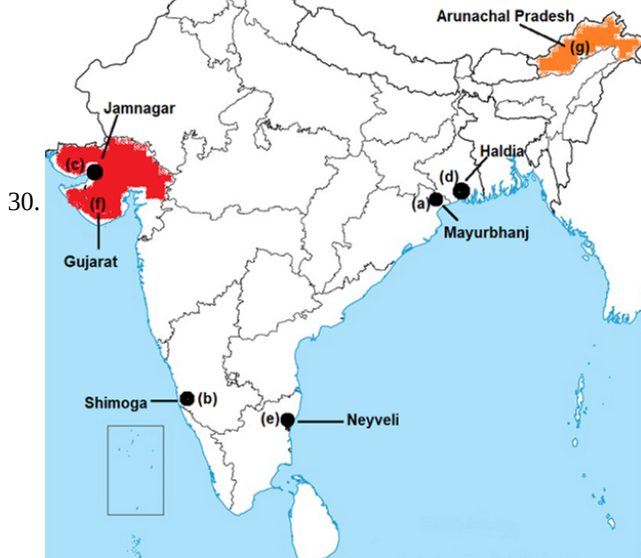 Arunachal Pradesh
(g)
Jamnagar
(c)
Haldia
(d)
30.
(a)
(f)
Mayurbhanj
Gujarat
Shimoga
(b)
(e)
Neyveli